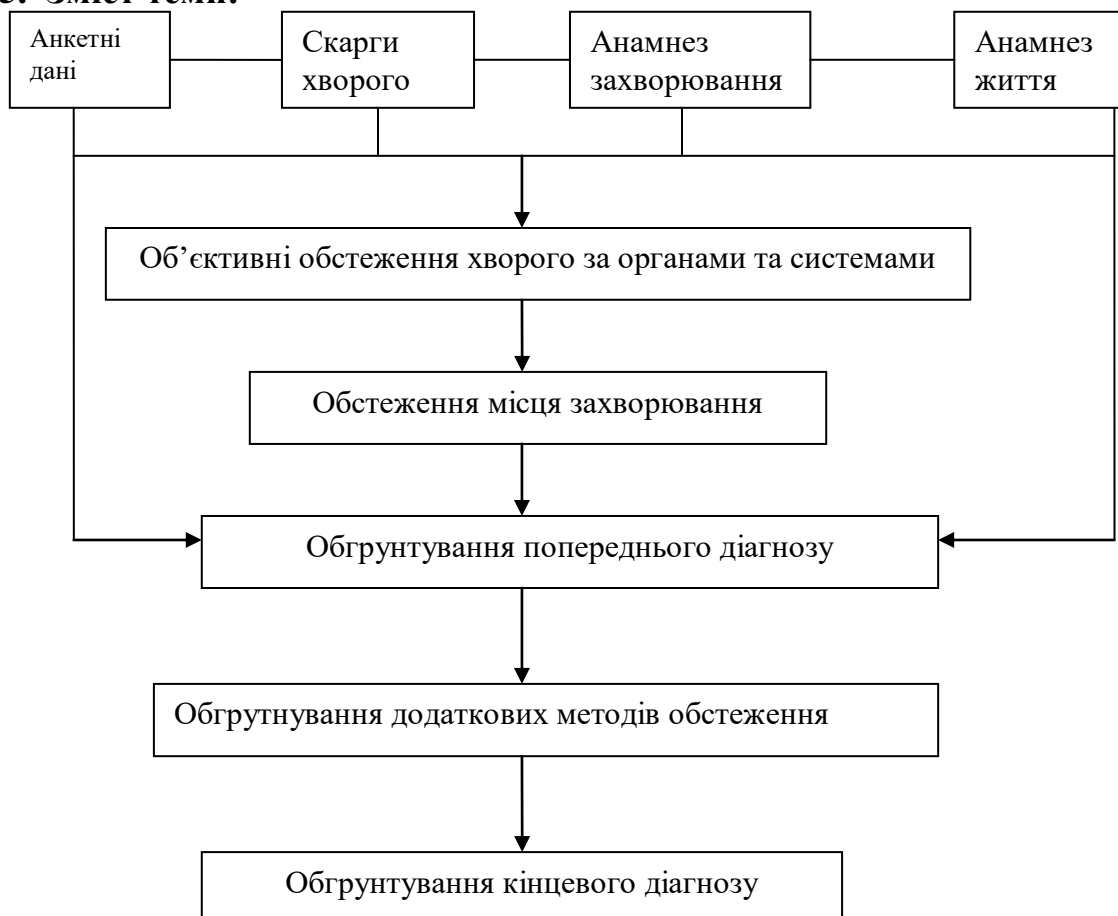 Зміст теми.
Анкетні
дані
Скарги
хворого
Анамнез
захворювання
Анамнез
життя
Об’єктивні обстеження хворого за органами та системами
Обстеження місця захворювання
Обгрунтування попереднього діагнозу
Обгрутнування додаткових методів обстеження
Обгрунтування кінцевого діагнозу